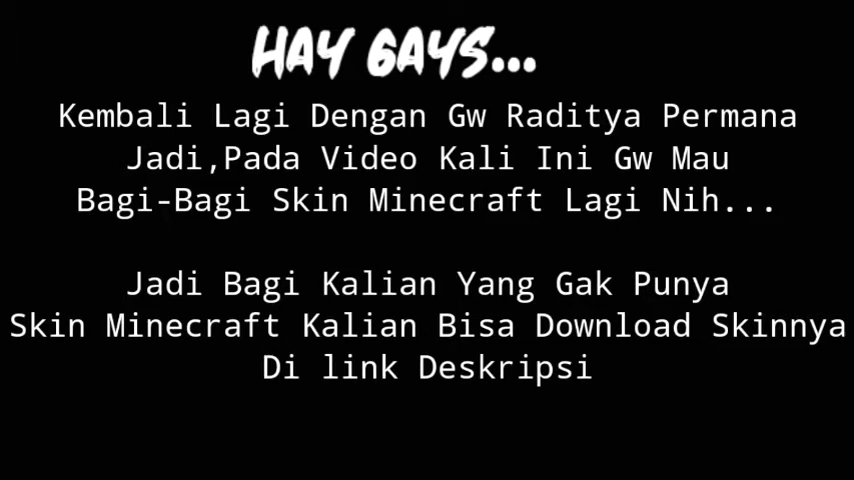 HAY GAYS...
Kembali Lagi Dengan Gw Raditya Permana
Jadi,Pada Video Kali Ini Gw Mau
Bagi-Bagi Skin Minecraft Lagi Nih...
Jadi Bagi Kalian Yang Gak Punya
Skin Minecraft Kalian Bisa Download Skinnya
Di link Deskripsi